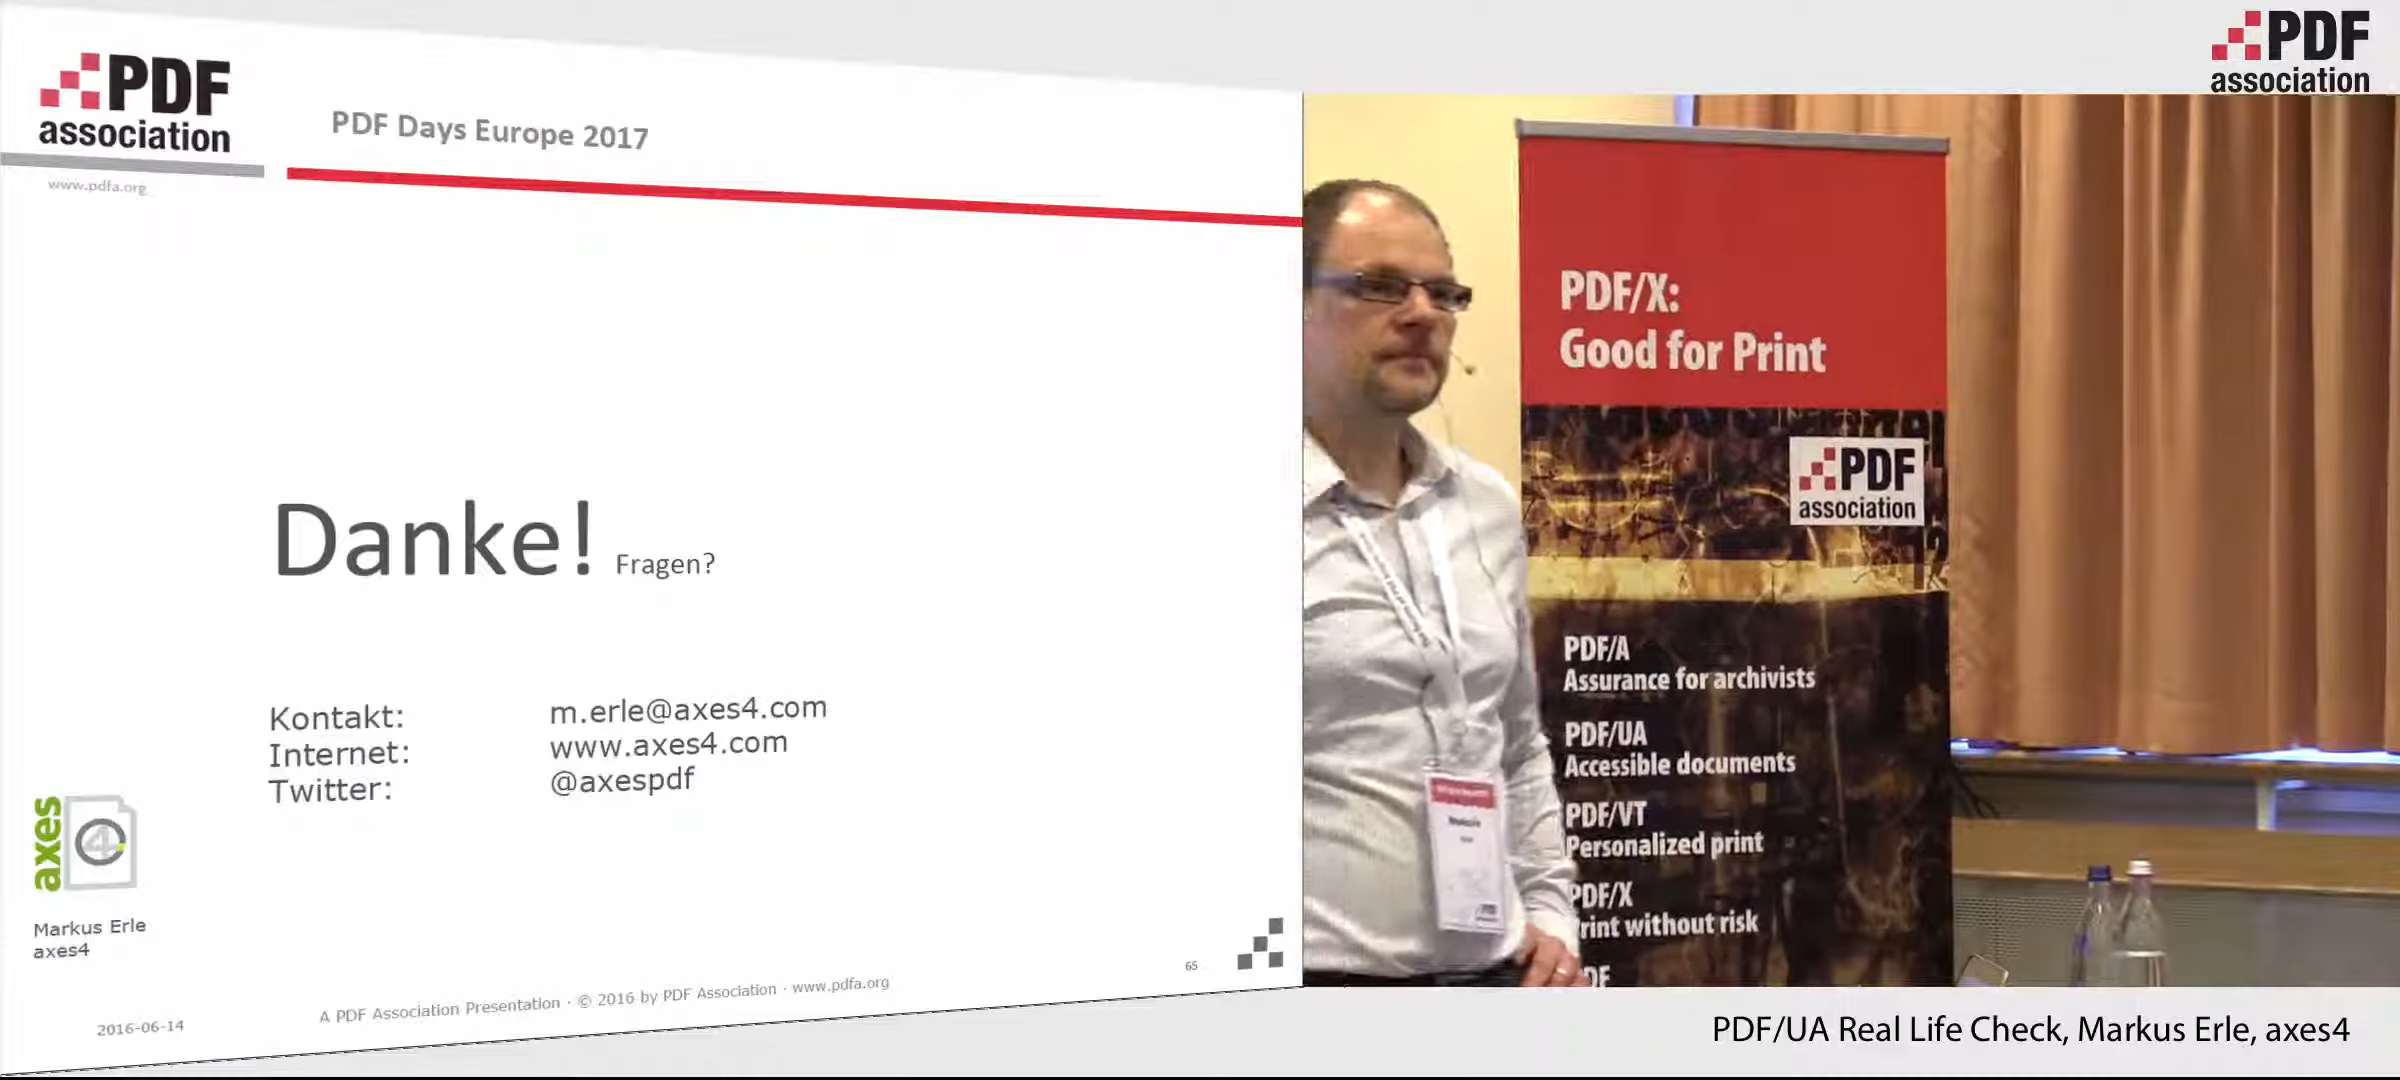 PDF
association
PDF Days Europe 2017
www.pdfa.org
Danke! Fragen?
Kontakt: m.erle@axes4.com
Internet: www.axes4.com
Twitter: @axespdf
axes
4
Markus Erle
axes4
65
A PDF Association Presentation · © 2016 by PDF Association · www.pdfa.org
2016-06-14
PDF
association
PDF/X:
Good for Print
PDF
association
PDF/A
Assurance for archivists
PDF/UA
Accessible documents
PDF/VT
Personalized print
PDF/X
rint without risk
DF
PDF/UA Real Life Check, Markus Erle, axes4